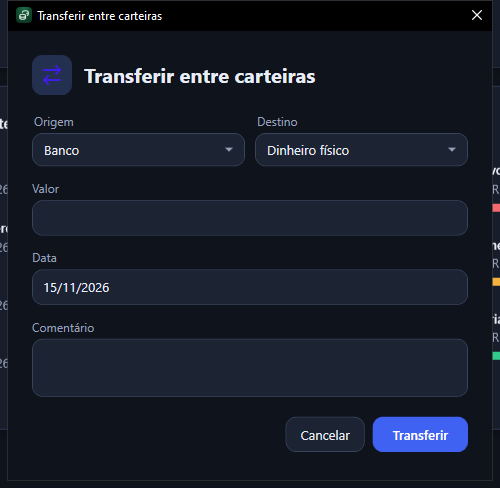 Transferir entre carteiras
Transferir entre carteiras
Origem Destino
Banco Dinheiro físico
Valor
Data
15/11/2026
Comentário
Cancelar Transferir